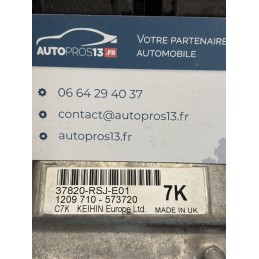 AUTOPROS13.FR
VOTRE PARTENAIRE
AUTOMOBILE
06 64 29 40 37
contact@autopros13.fr
autopros13.fr
37820-RSJ-E01 7K
1209 710 - 573720
C7K KEIHIN Europe Ltd. MADE IN UK